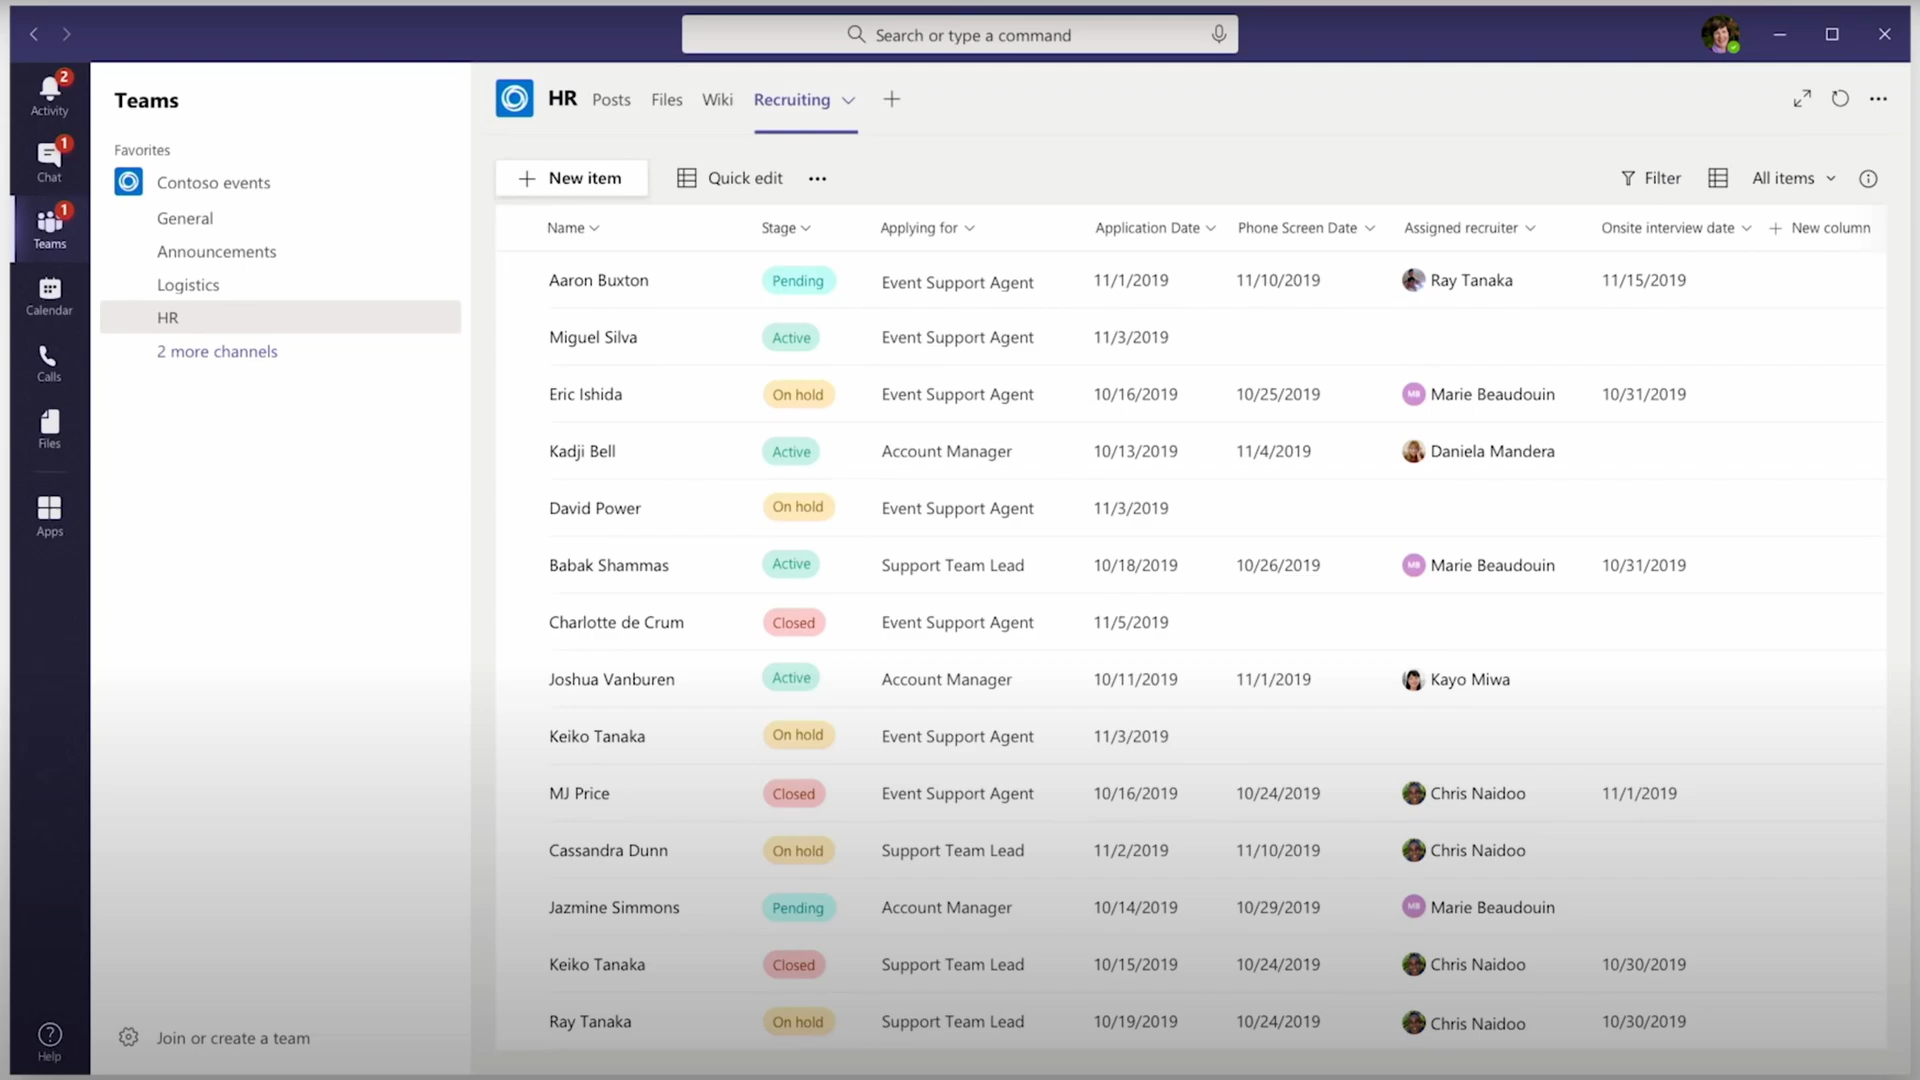 Search or type a command
2
Activity
1
Chat
1
Teams
Calendar
Calls
Files
Apps
Help
Teams
Favorites
Contoso events
General
Announcements
Logistics
HR
2 more channels
Join or create a team
HR Posts Files Wiki Recruiting
New item Quick edit Filter All items
Name Stage Applying for Application Date Phone Screen Date Assigned recruiter Onsite interview date New column
Aaron Buxton Pending Event Support Agent 11/1/2019 11/10/2019 Ray Tanaka 11/15/2019
Miguel Silva Active Event Support Agent 11/3/2019
Eric Ishida On hold Event Support Agent 10/16/2019 10/25/2019 MB Marie Beaudouin 10/31/2019
Kadji Bell Active Account Manager 10/13/2019 11/4/2019 Daniela Mandera
David Power On hold Event Support Agent 11/3/2019
Babak Shammas Active Support Team Lead 10/18/2019 10/26/2019 MB Marie Beaudouin 10/31/2019
Charlotte de Crum Closed Event Support Agent 11/5/2019
Joshua Vanburen Active Account Manager 10/11/2019 11/1/2019 Kayo Miwa
Keiko Tanaka On hold Event Support Agent 11/3/2019
MJ Price Closed Event Support Agent 10/16/2019 10/24/2019 Chris Naidoo 11/1/2019
Cassandra Dunn On hold Support Team Lead 11/2/2019 11/10/2019 Chris Naidoo
Jazmine Simmons Pending Account Manager 10/14/2019 10/29/2019 MB Marie Beaudouin
Keiko Tanaka Closed Support Team Lead 10/15/2019 10/24/2019 Chris Naidoo 10/30/2019
Ray Tanaka On hold Support Team Lead 10/19/2019 10/24/2019 Chris Naidoo 10/30/2019